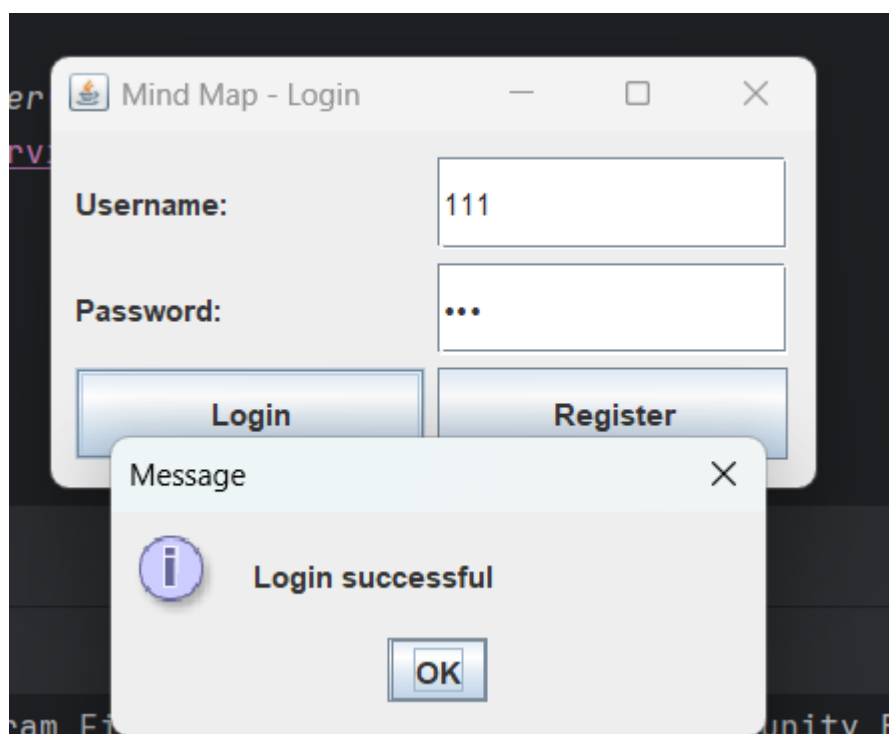 Mind Map - Login
Username:
111
Password:
•••
Login
Register
Message
Login successful
OK